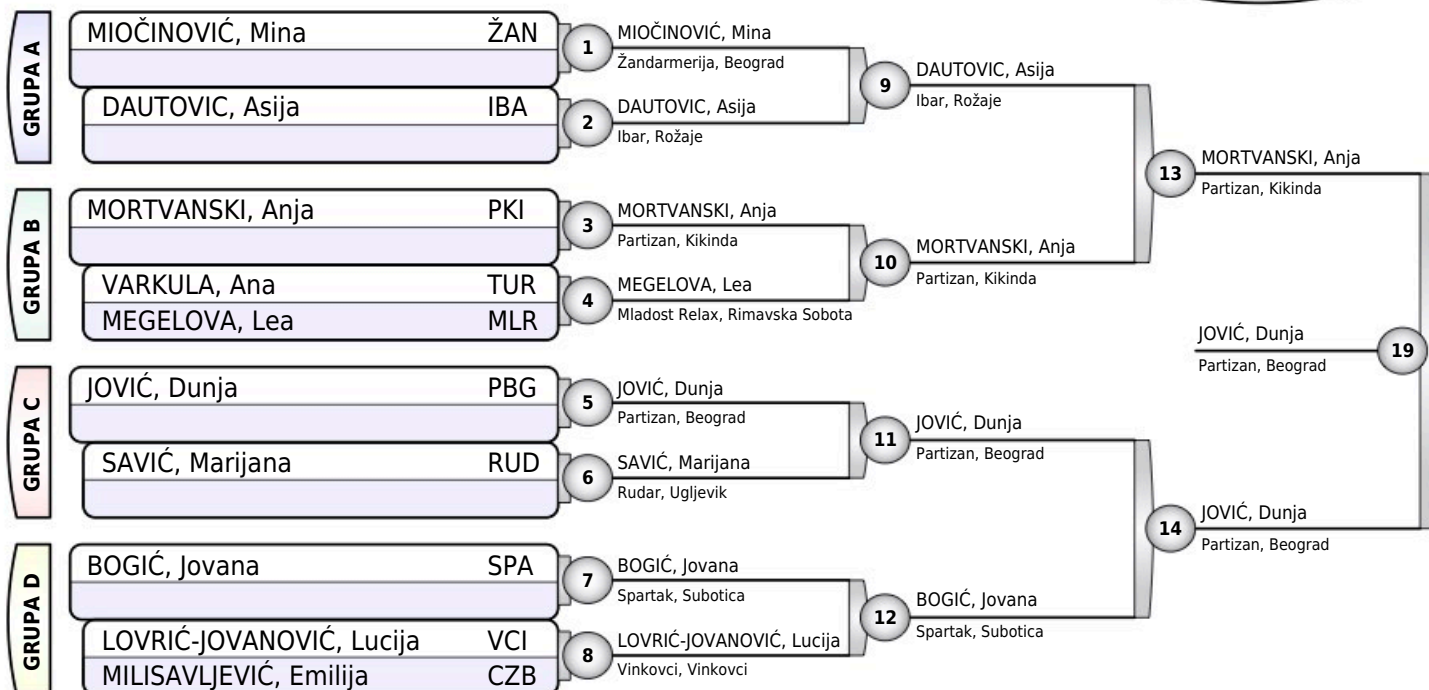 GRUPA A
MIOČINOVIĆ, Mina ŽAN
DAUTOVIC, Asija IBA
1
MIOČINOVIĆ, Mina
Žandarmerija, Beograd
2
DAUTOVIC, Asija
Ibar, Rožaje
9
DAUTOVIC, Asija
Ibar, Rožaje
GRUPA B
MORTVANSKI, Anja PKI
VARKULA, Ana TUR
MEGELOVA, Lea MLR
3
MORTVANSKI, Anja
Partizan, Kikinda
4
MEGELOVA, Lea
Mladost Relax, Rimavska Sobota
10
MORTVANSKI, Anja
Partizan, Kikinda
13
MORTVANSKI, Anja
Partizan, Kikinda
GRUPA C
JOVIĆ, Dunja PBG
SAVIĆ, Marijana RUD
5
JOVIĆ, Dunja
Partizan, Beograd
6
SAVIĆ, Marijana
Rudar, Ugljevik
11
JOVIĆ, Dunja
Partizan, Beograd
GRUPA D
BOGIĆ, Jovana SPA
LOVRIĆ-JOVANOVIĆ, Lucija VCI
MILISAVLJEVIĆ, Emilija CZB
7
BOGIĆ, Jovana
Spartak, Subotica
8
LOVRIĆ-JOVANOVIĆ, Lucija
Vinkovci, Vinkovci
12
BOGIĆ, Jovana
Spartak, Subotica
14
JOVIĆ, Dunja
Partizan, Beograd
JOVIĆ, Dunja
Partizan, Beograd
19